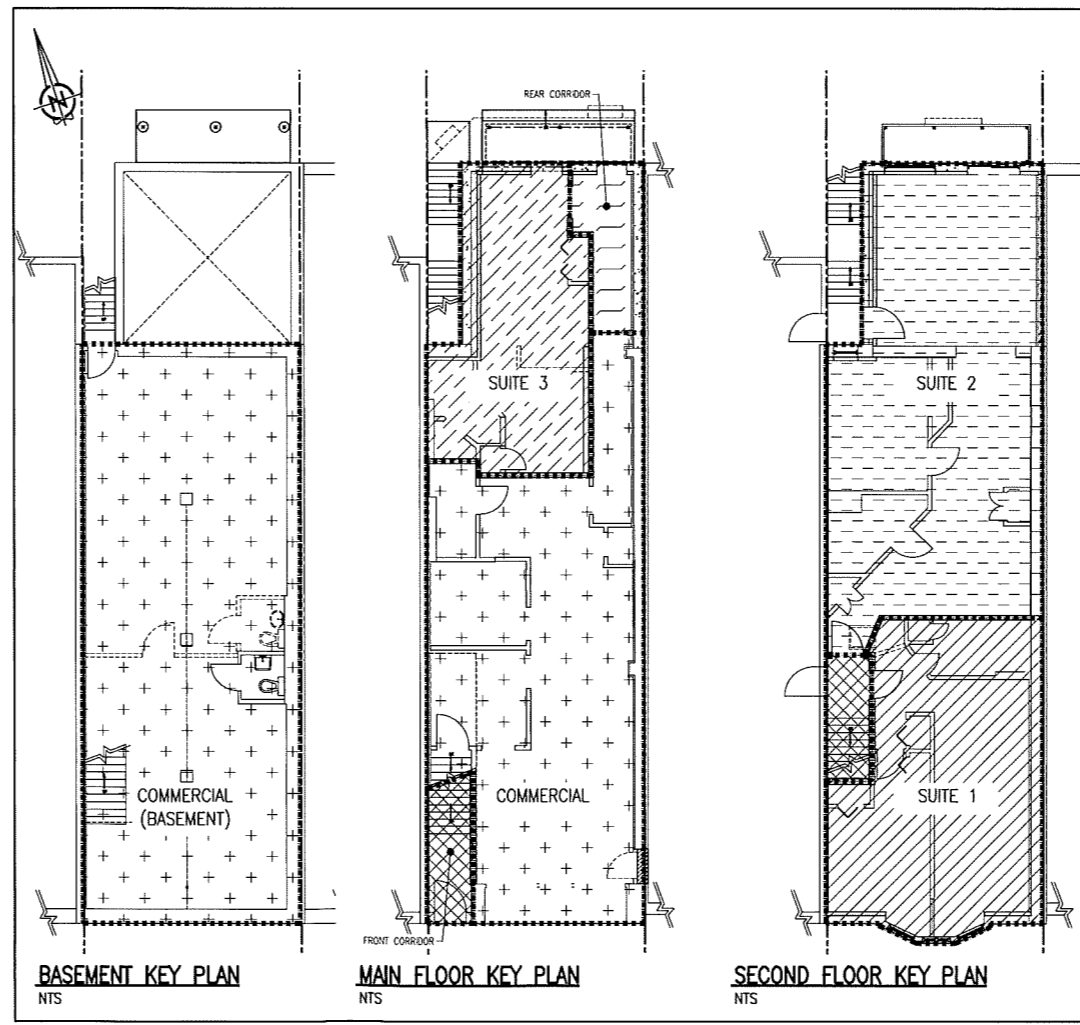 N
REAR CORRIDOR
SUITE 3
SUITE 2
COMMERCIAL
(BASEMENT)
COMMERCIAL
SUITE 1
FRONT CORRIDOR
BASEMENT KEY PLAN
NTS
MAIN FLOOR KEY PLAN
NTS
SECOND FLOOR KEY PLAN
NTS